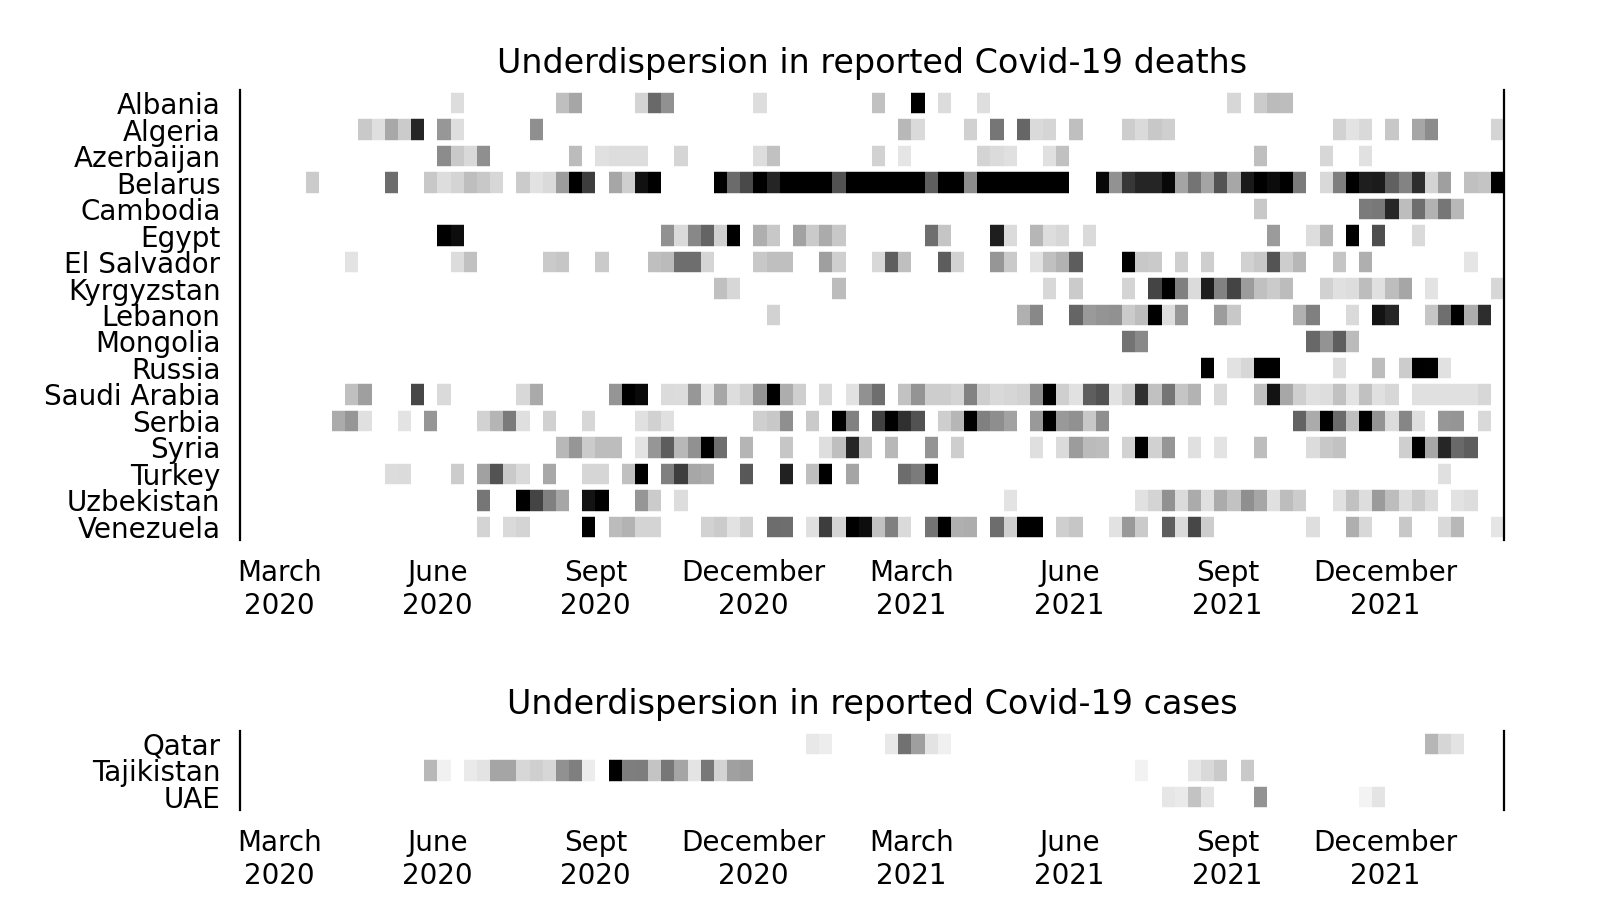 Underdispersion in reported Covid-19 deaths
Albania
Algeria
Azerbaijan
Belarus
Cambodia
Egypt
El Salvador
Kyrgyzstan
Lebanon
Mongolia
Russia
Saudi Arabia
Serbia
Syria
Turkey
Uzbekistan
Venezuela
March June Sept December March June Sept December
2020 2020 2020 2020 2021 2021 2021 2021
Underdispersion in reported Covid-19 cases
Qatar
Tajikistan
UAE
March June Sept December March June Sept December
2020 2020 2020 2020 2021 2021 2021 2021